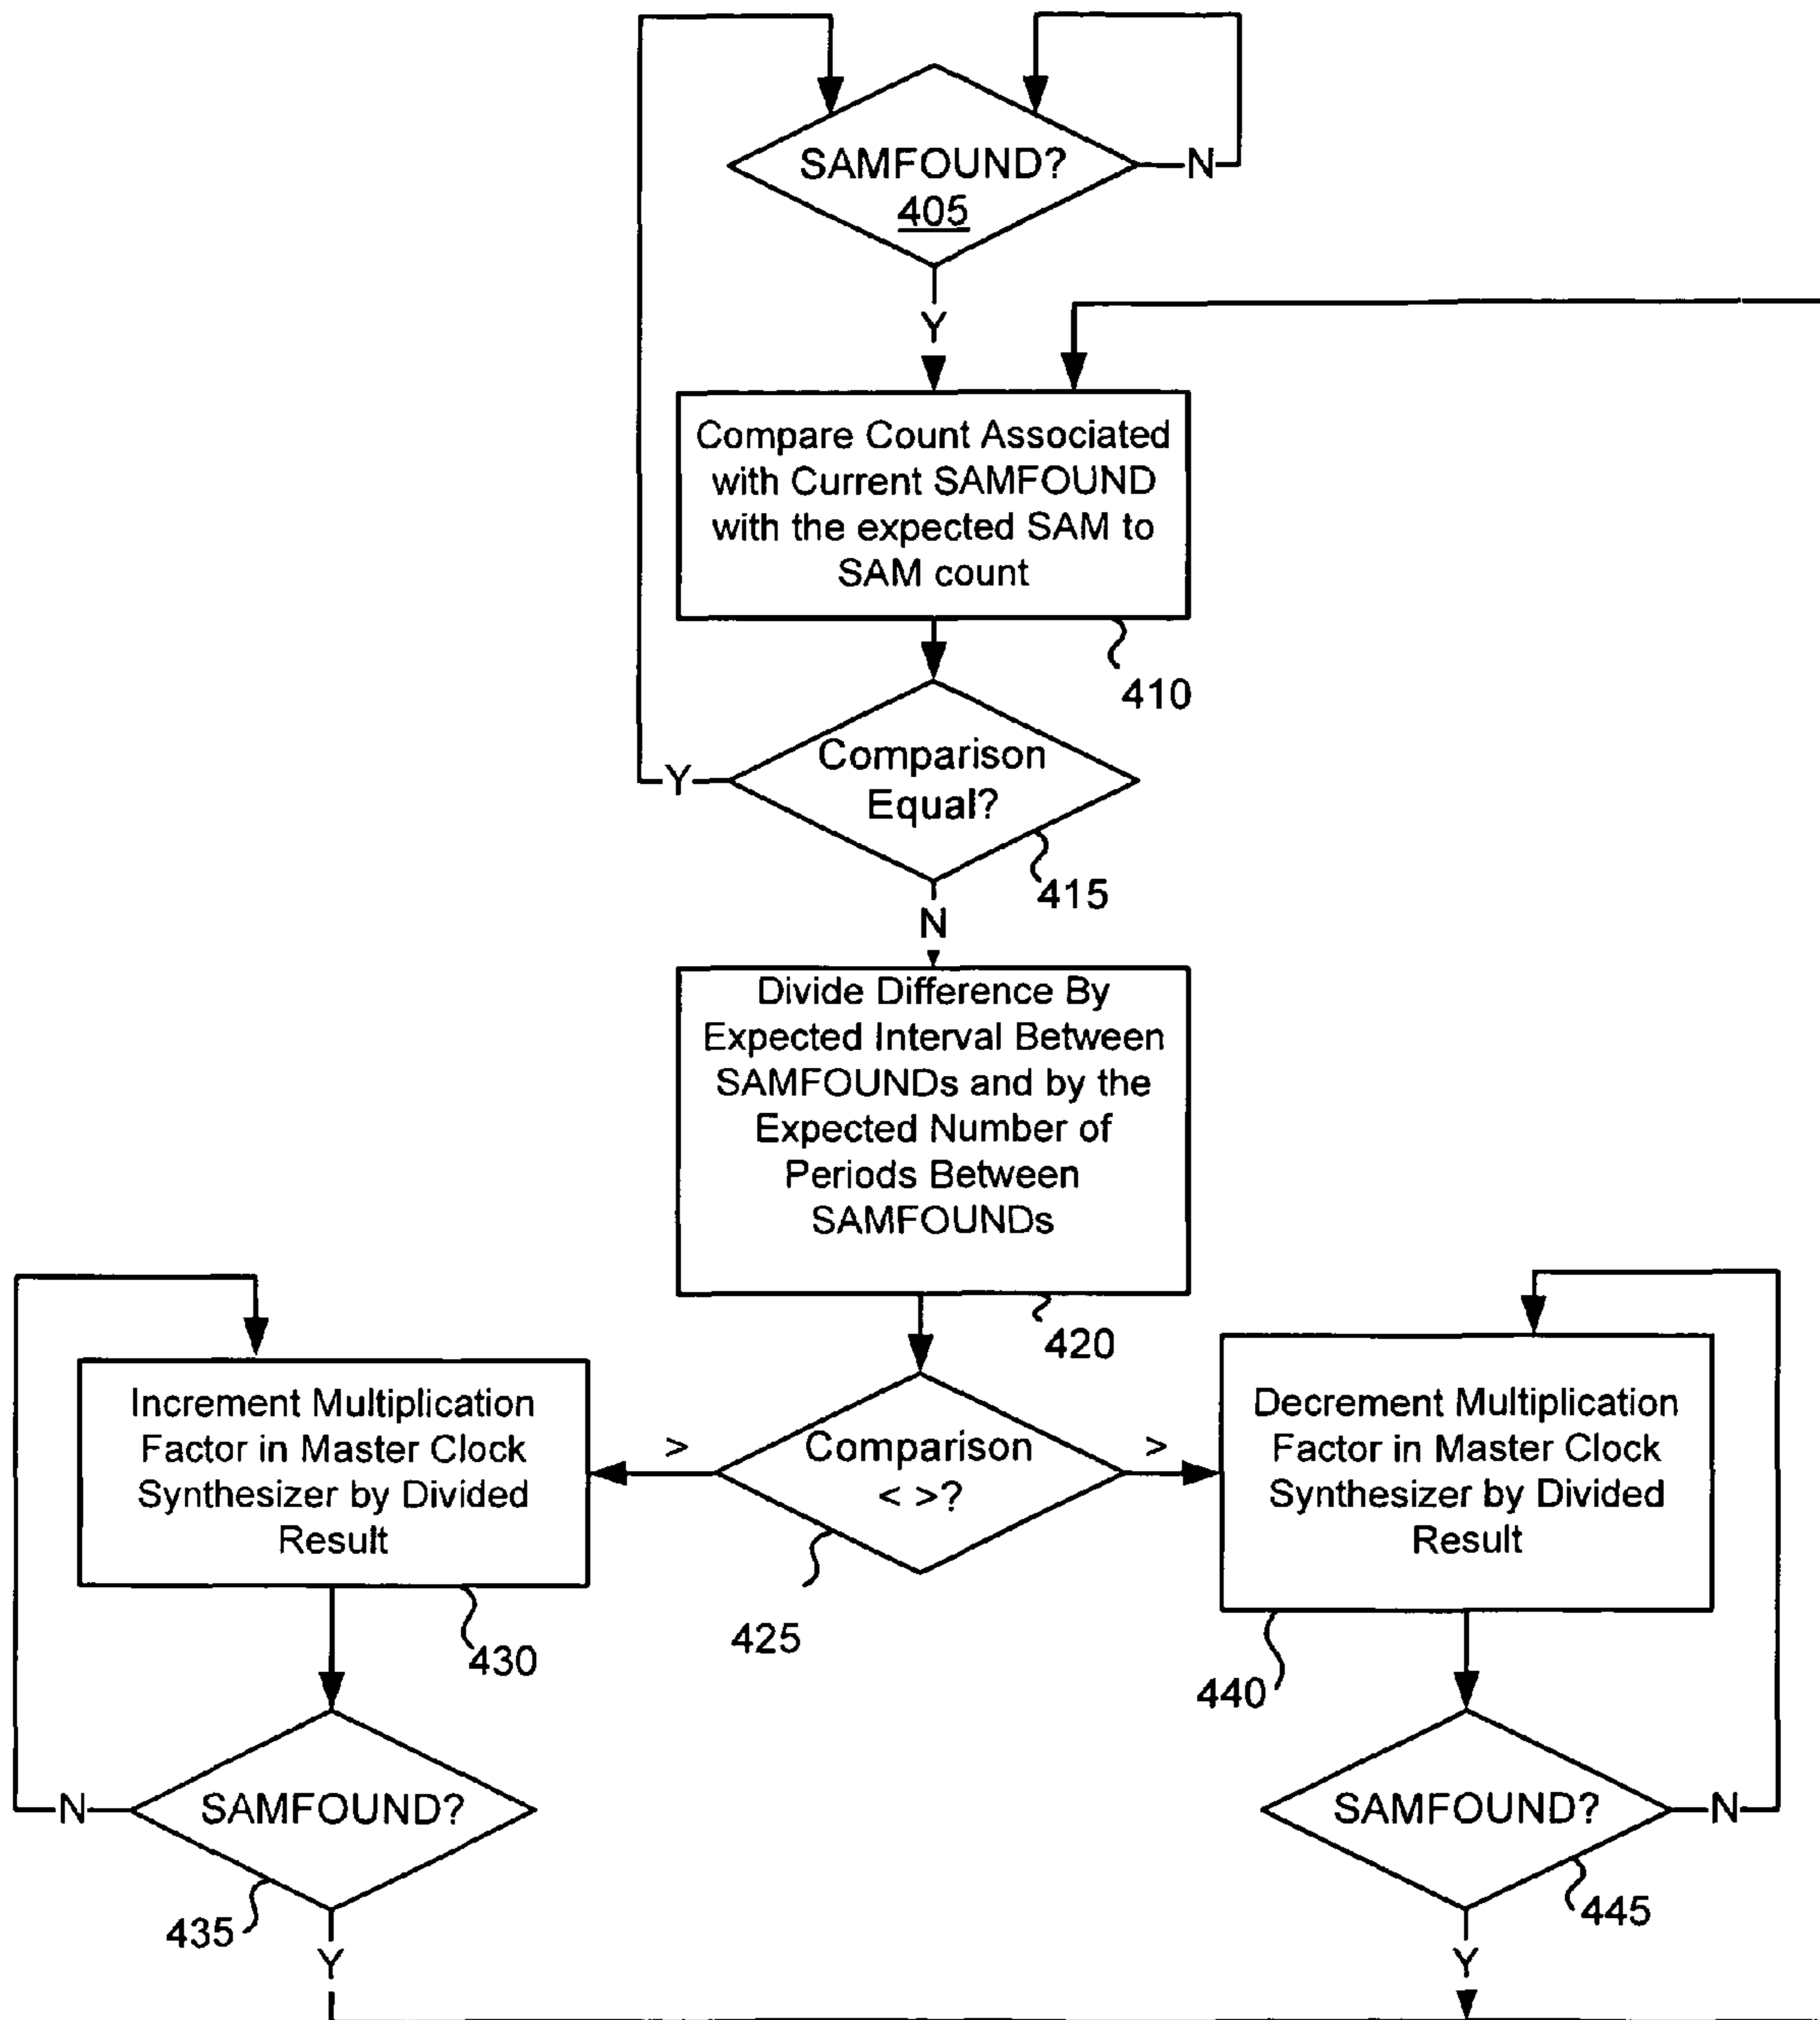 SAMFOUND?
405
N
Y
Compare Count Associated
with Current SAMFOUND
with the expected SAM to
SAM count
410
Comparison
Equal?
Y
415
N
Divide Difference By
Expected Interval Between
SAMFOUNDs and by the
Expected Number of
Periods Between
SAMFOUNDs
420
Increment Multiplication
Factor in Master Clock
Synthesizer by Divided
Result
430
>
Comparison
< >?
>
425
Decrement Multiplication
Factor in Master Clock
Synthesizer by Divided
Result
440
SAMFOUND?
N
435
Y
SAMFOUND?
N
445
Y